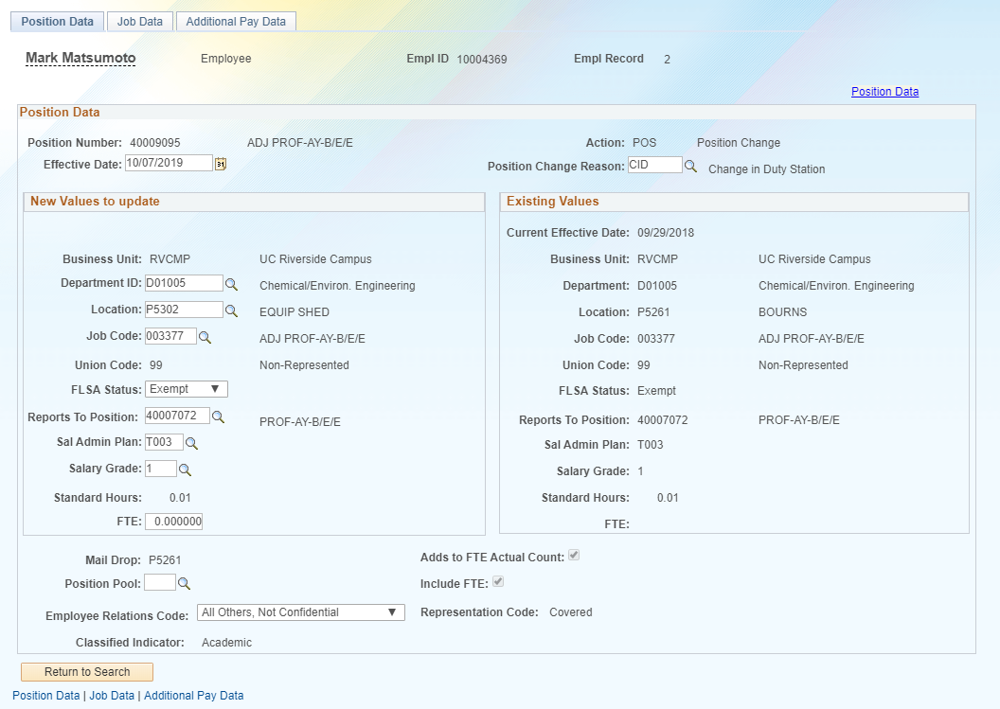 Position Data Job Data Additional Pay Data
Mark Matsumoto Employee Empl ID 10004369 Empl Record 2
Position Data
Position Data
Position Number: 40009095 ADJ PROF-AY-B/E/E Action: POS Position Change
Effective Date: 10/07/2019 31 Position Change Reason: CID Change in Duty Station
New Values to update Existing Values
Current Effective Date: 09/29/2018
Business Unit: RVCMP UC Riverside Campus Business Unit: RVCMP UC Riverside Campus
Department ID: D01005 Chemical/Environ. Engineering Department: D01005 Chemical/Environ. Engineering
Location: P5302 EQUIP SHED Location: P5261 BOURNS
Job Code: 003377 ADJ PROF-AY-B/E/E Job Code: 003377 ADJ PROF-AY-B/E/E
Union Code: 99 Non-Represented Union Code: 99 Non-Represented
FLSA Status: Exempt FLSA Status: Exempt
Reports To Position: 40007072 PROF-AY-B/E/E Reports To Position: 40007072 PROF-AY-B/E/E
Sal Admin Plan: T003 Sal Admin Plan: T003
Salary Grade: 1 Salary Grade: 1
Standard Hours: 0.01 Standard Hours: 0.01
FTE: 0.000000 FTE:
Mail Drop: P5261 Adds to FTE Actual Count:
Position Pool: Include FTE:
Employee Relations Code: All Others, Not Confidential Representation Code: Covered
Classified Indicator: Academic
Return to Search
Position Data | Job Data | Additional Pay Data